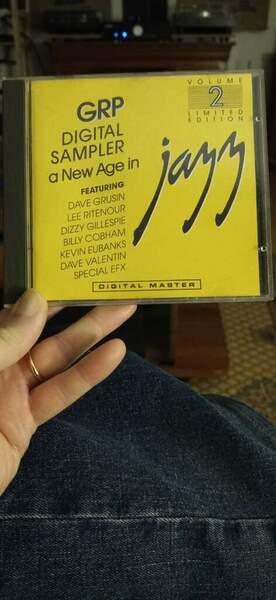 GRP
DIGITAL
SAMPLER
a New Age in
jazz
VOLUME
2
LIMITED
EDITION
FEATURING
DAVE GRUSIN
LEE RITENOUR
DIZZY GILLESPIE
BILLY COBHAM
KEVIN EUBANKS
DAVE VALENTIN
SPECIAL EFX
DIGITAL MASTER